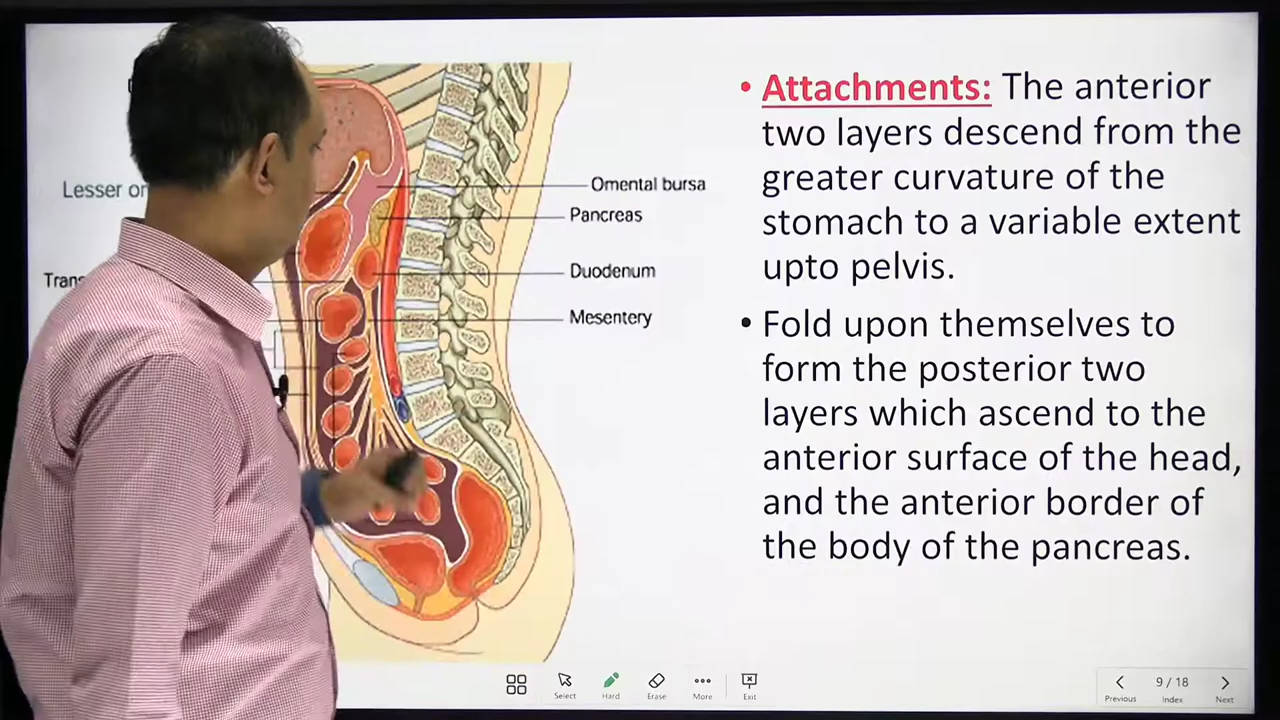 Lesser
Omental bursa
Pancreas
Duodenum
Mesentery
• Attachments: The anterior
two layers descend from the
greater curvature of the
stomach to a variable extent
upto pelvis.
• Fold upon themselves to
form the posterior two
layers which ascend to the
anterior surface of the head,
and the anterior border of
the body of the pancreas.
Select
Hard
Erase
More
Exit
Previous
9 / 18
Index
Next